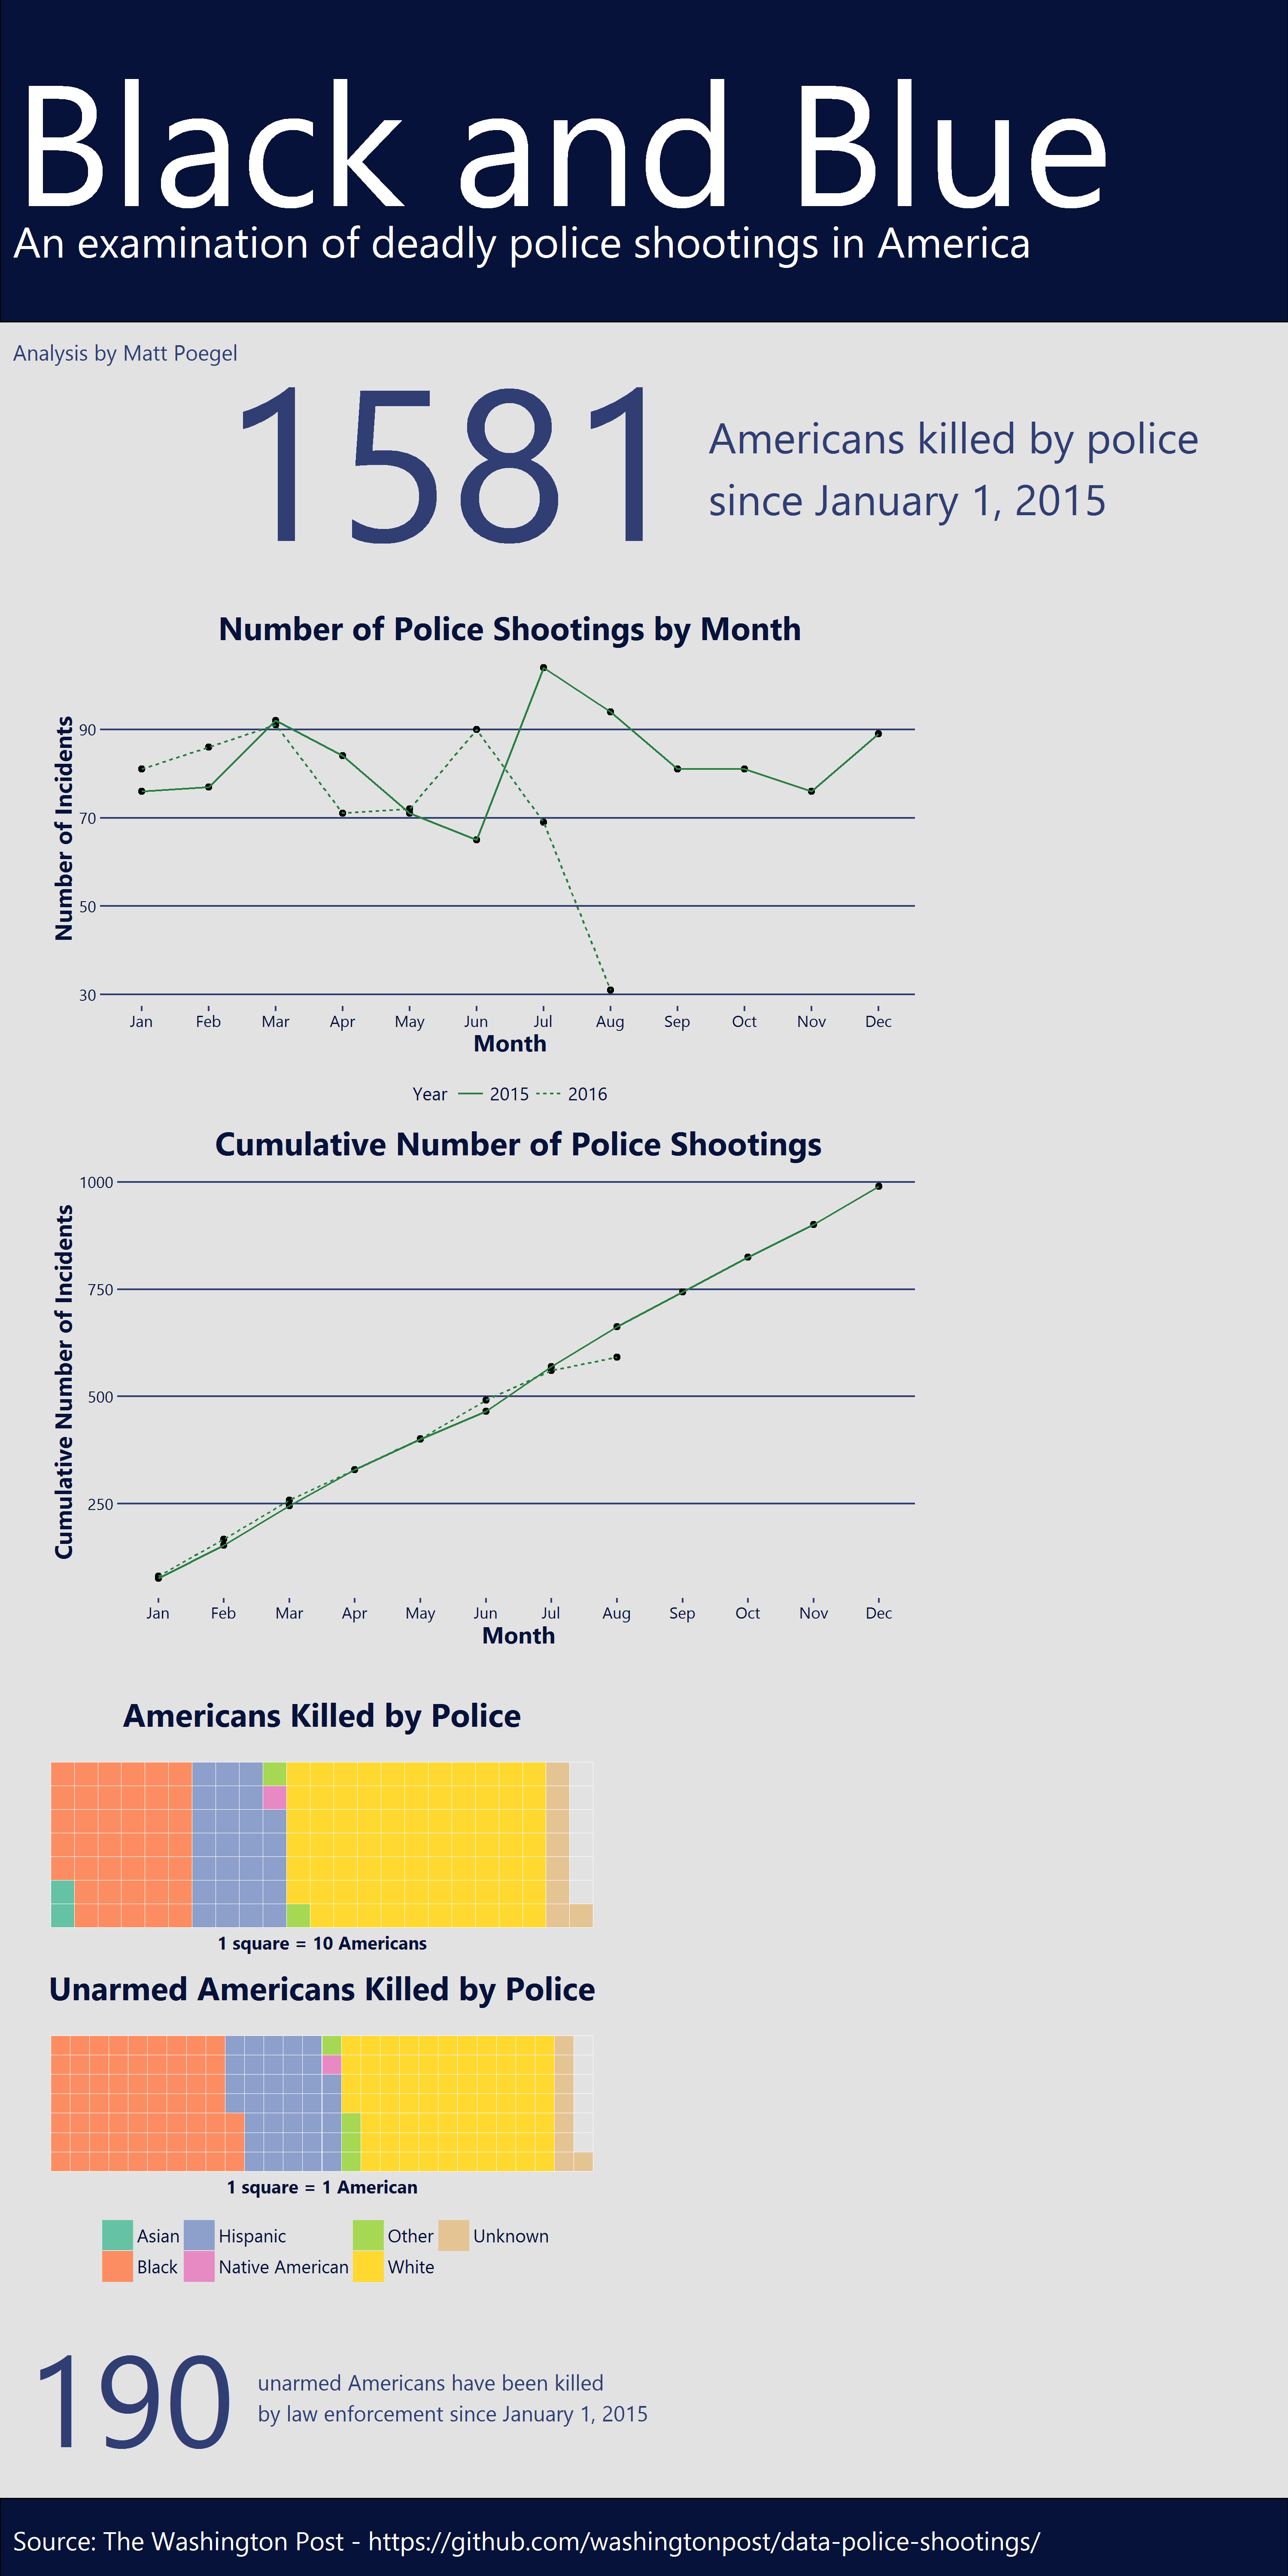 Black and Blue
An examination of deadly police shootings in America
Analysis by Matt Poegel
1581
Americans killed by police
since January 1, 2015
Number of Police Shootings by Month
Number of Incidents
90
70
50
30
Jan Feb Mar Apr May Jun Jul Aug Sep Oct Nov Dec
Month
Year 2015 2016
Cumulative Number of Police Shootings
Cumulative Number of Incidents
1000
750
500
250
Jan Feb Mar Apr May Jun Jul Aug Sep Oct Nov Dec
Month
Americans Killed by Police
1 square = 10 Americans
Unarmed Americans Killed by Police
1 square = 1 American
Asian Hispanic Other Unknown
Black Native American White
190
unarmed Americans have been killed
by law enforcement since January 1, 2015
Source: The Washington Post - https://github.com/washingtonpost/data-police-shootings/